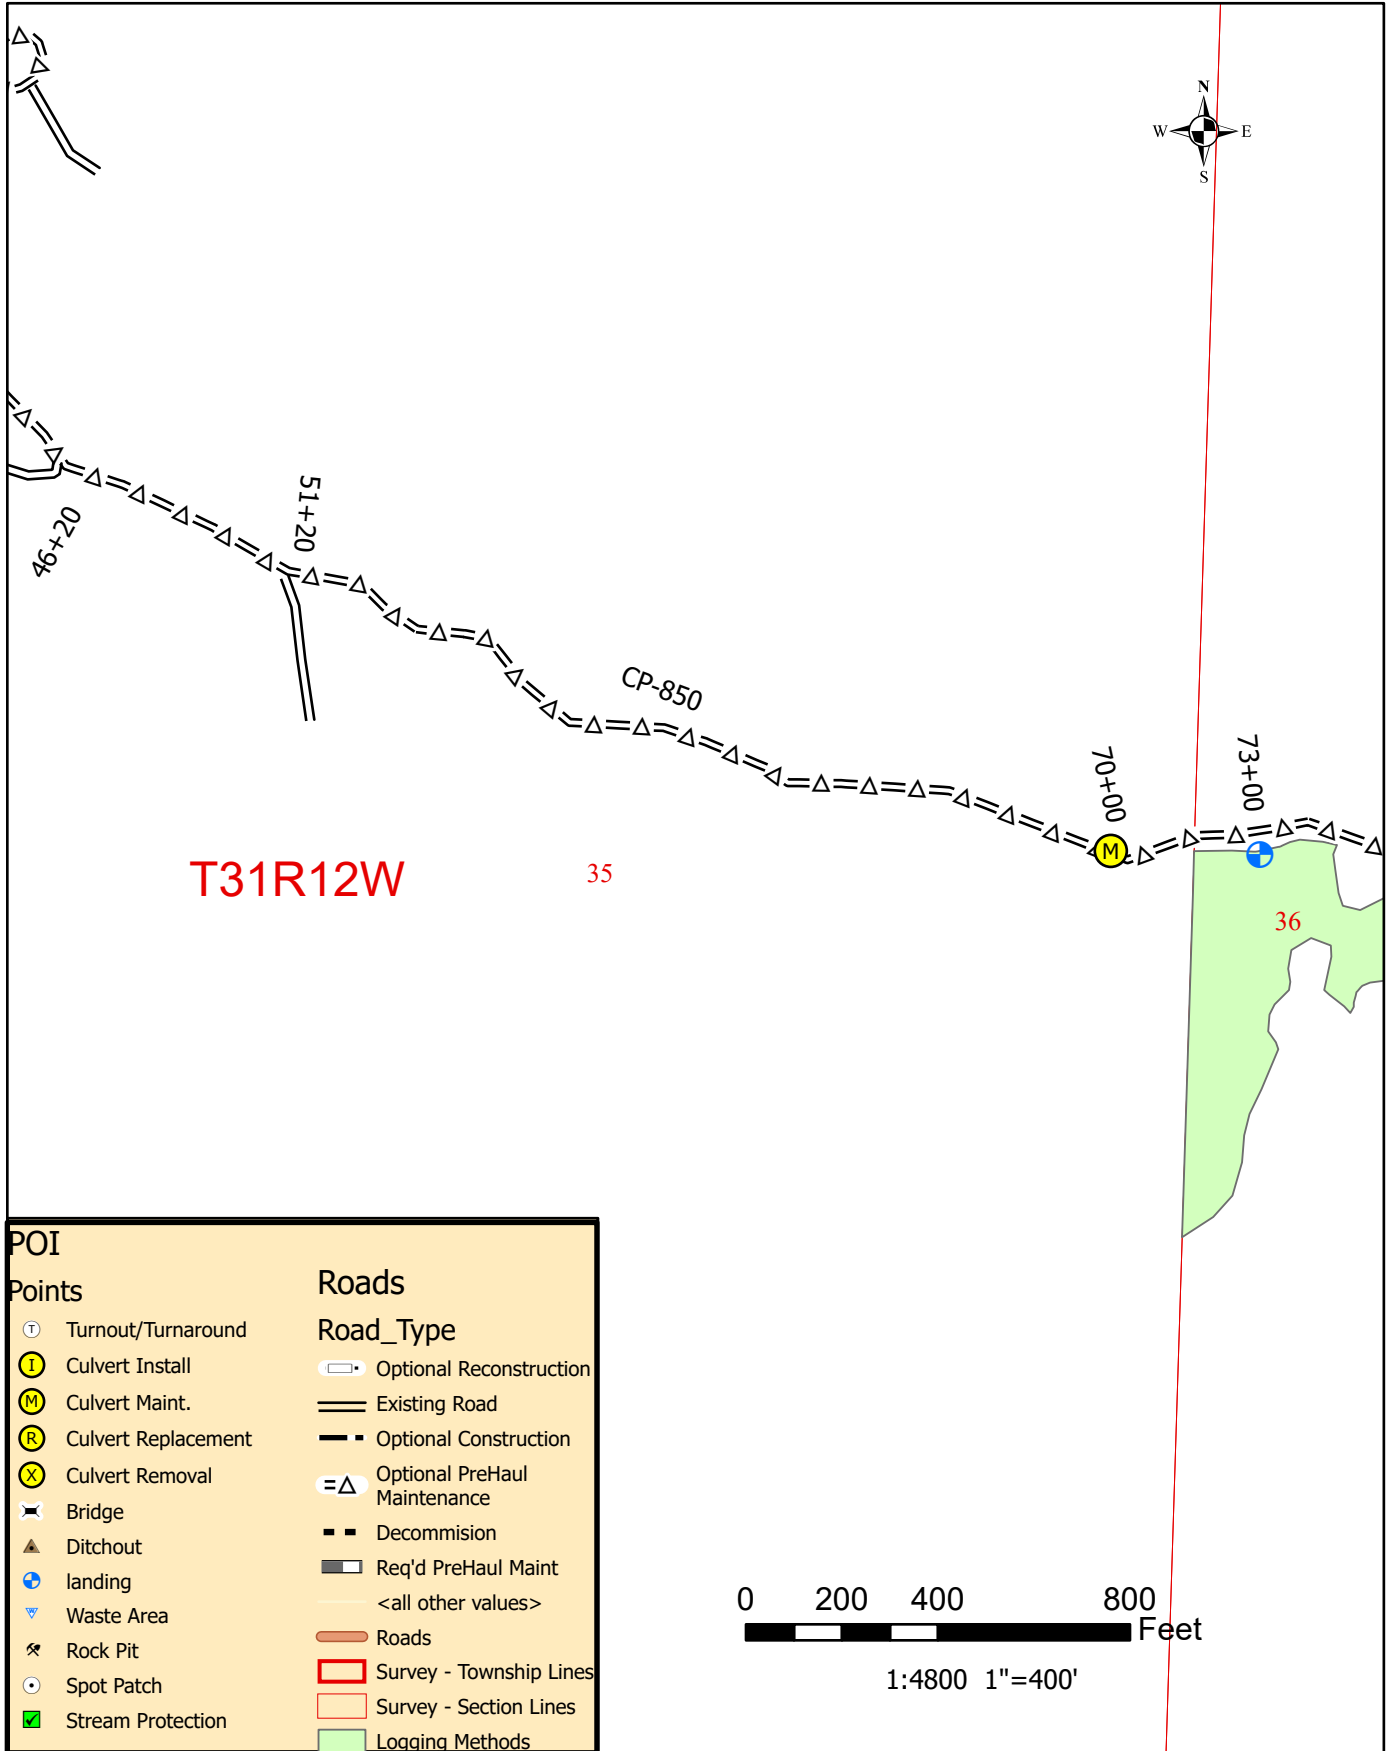 N
W E
S
51+20
46+20
CP-850
70+00
73+00
M
T31R12W
35
36
POI
Points
T Turnout/Turnaround
I Culvert Install
M Culvert Maint.
R Culvert Replacement
X Culvert Removal
Bridge
Ditchout
landing
W Waste Area
Rock Pit
Spot Patch
Stream Protection
Roads
Road_Type
Optional Reconstruction
Existing Road
Optional Construction
Optional PreHaul
Maintenance
Decommision
Req'd PreHaul Maint
<all other values>
Roads
Survey - Township Lines
Survey - Section Lines
Logging Methods
0 200 400 800
Feet
1:4800 1"=400'